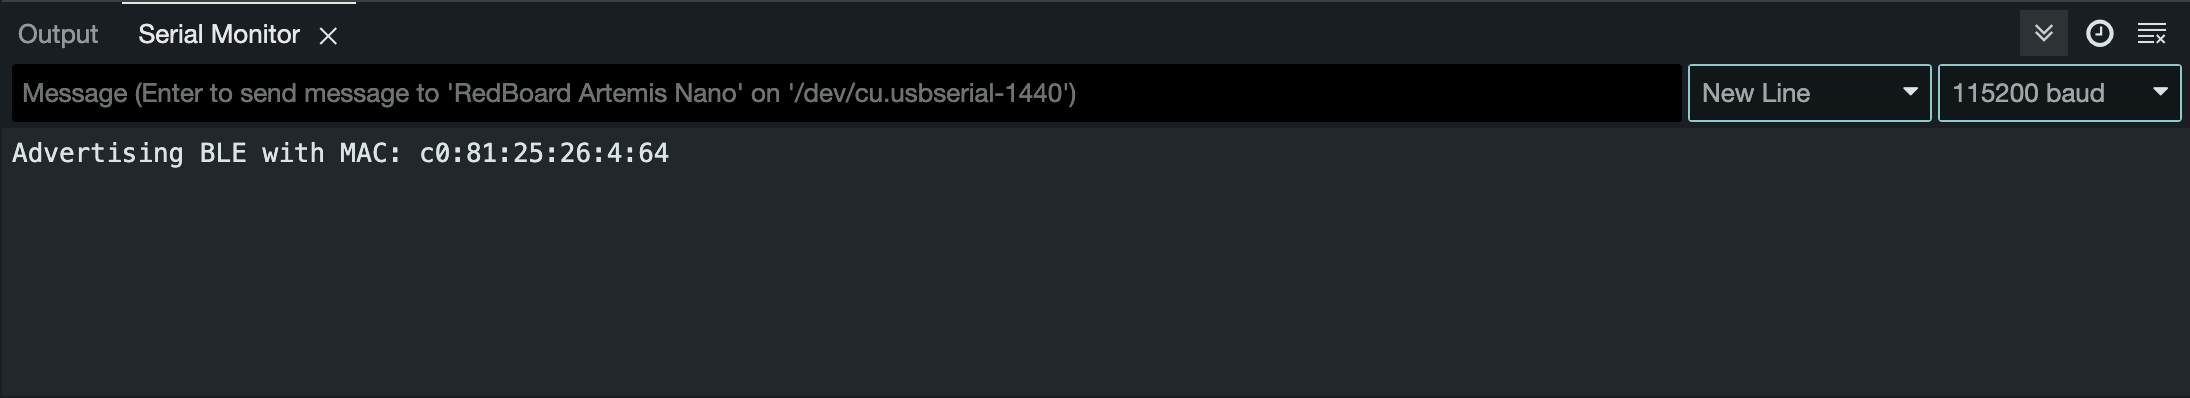 Output
Serial Monitor
Message (Enter to send message to 'RedBoard Artemis Nano' on '/dev/cu.usbserial-1440')
New Line
115200 baud
Advertising BLE with MAC: c0:81:25:26:4:64